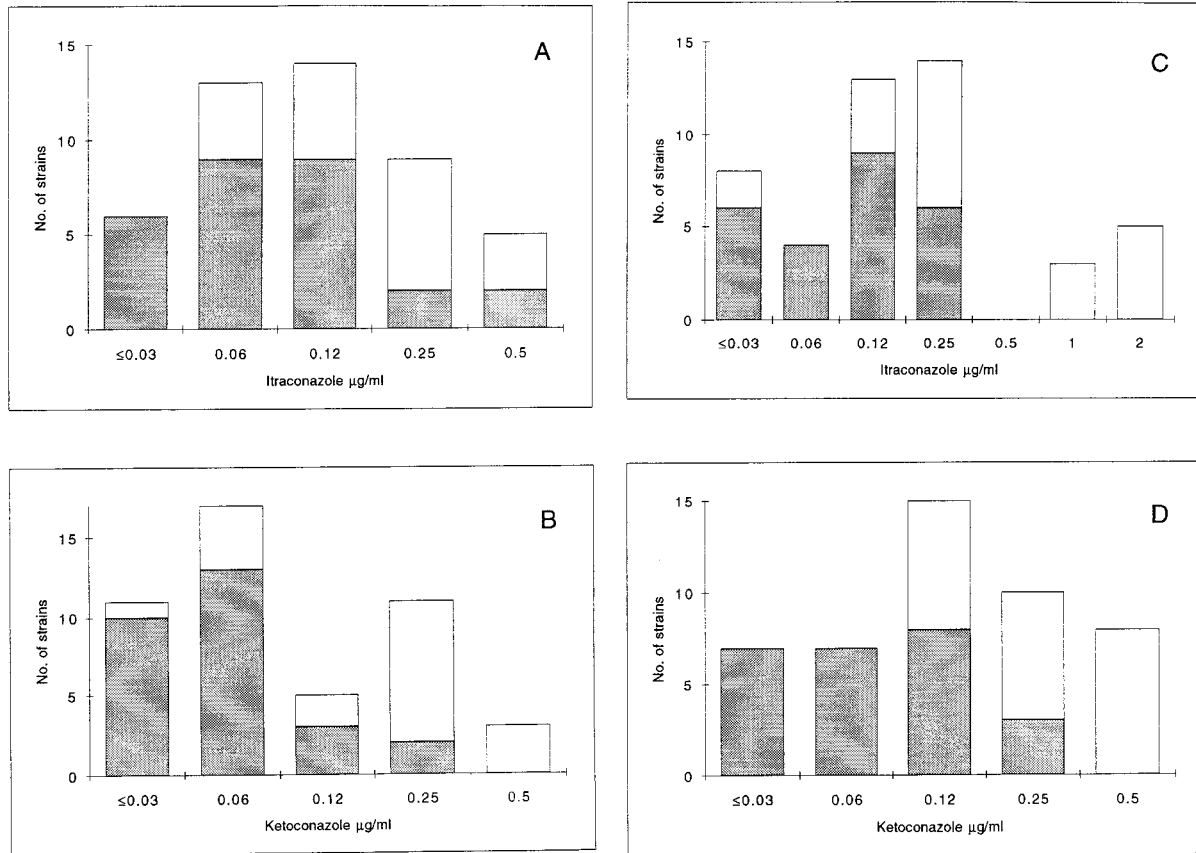 A
No. of strains
15
10
5
0
≤0.03 0.06 0.12 0.25 0.5
Itraconazole µg/ml
C
No. of strains
15
10
5
0
≤0.03 0.06 0.12 0.25 0.5 1 2
Itraconazole µg/ml
B
No. of strains
15
10
5
0
≤0.03 0.06 0.12 0.25 0.5
Ketoconazole µg/ml
D
No. of strains
15
10
5
0
≤0.03 0.06 0.12 0.25 0.5
Ketoconazole µg/ml